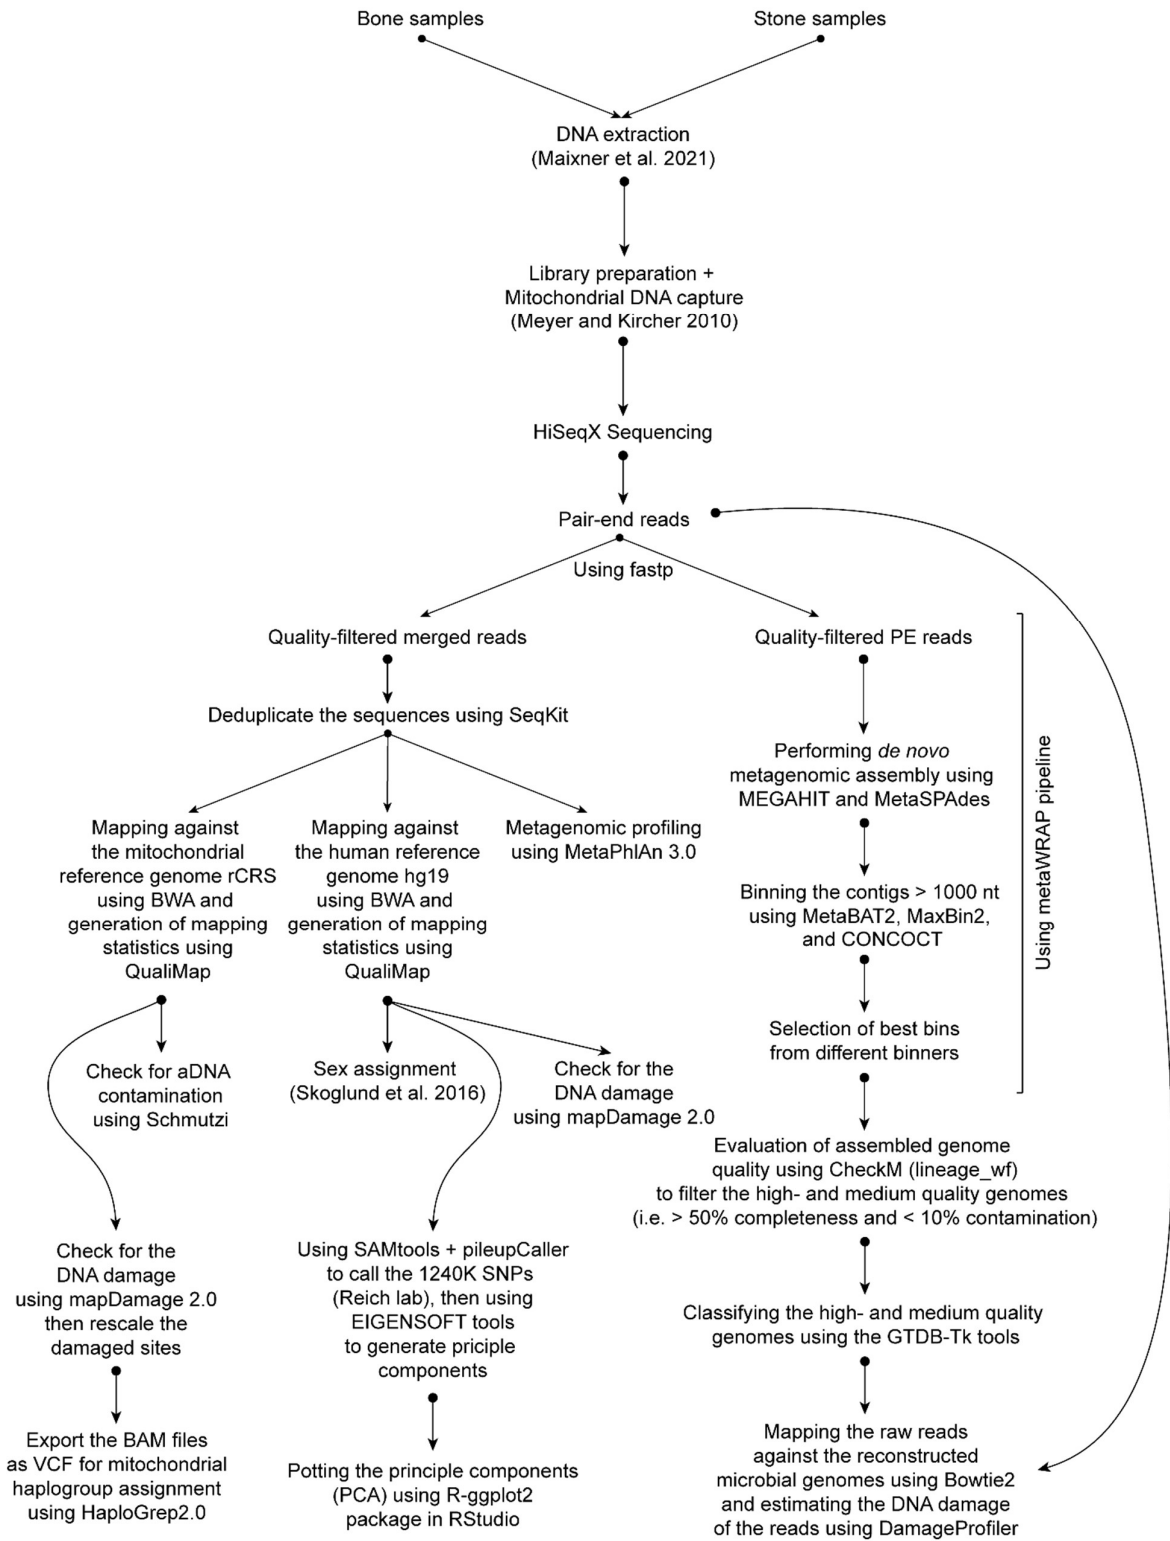 Bone samples
Stone samples
DNA extraction
(Maixner et al. 2021)
Library preparation +
Mitochondrial DNA capture
(Meyer and Kircher 2010)
HiSeqX Sequencing
Pair-end reads
Using fastp
Quality-filtered merged reads
Deduplicate the sequences using SeqKit
Mapping against
the mitochondrial
reference genome rCRS
using BWA and
generation of mapping
statistics using
QualiMap
Mapping against
the human reference
genome hg19
using BWA and
generation of mapping
statistics using
QualiMap
Metagenomic profiling
using MetaPhlAn 3.0
Check for aDNA
contamination
using Schmutzi
Check for the
DNA damage
using mapDamage 2.0
then rescale the
damaged sites
Export the BAM files
as VCF for mitochondrial
haplogroup assignment
using HaploGrep2.0
Sex assignment
(Skoglund et al. 2016)
Check for the
DNA damage
using mapDamage 2.0
Using SAMtools + pileupCaller
to call the 1240K SNPs
(Reich lab), then using
EIGENSOFT tools
to generate priciple
components
Potting the principle components
(PCA) using R-ggplot2
package in RStudio
Quality-filtered PE reads
Performing de novo
metagenomic assembly using
MEGAHIT and MetaSPAdes
Binning the contigs > 1000 nt
using MetaBAT2, MaxBin2,
and CONCOCT
Selection of best bins
from different binners
Using metaWRAP pipeline
Evaluation of assembled genome
quality using CheckM (lineage_wf)
to filter the high- and medium quality genomes
(i.e. > 50% completeness and < 10% contamination)
Classifying the high- and medium quality
genomes using the GTDB-Tk tools
Mapping the raw reads
against the reconstructed
microbial genomes using Bowtie2
and estimating the DNA damage
of the reads using DamageProfiler